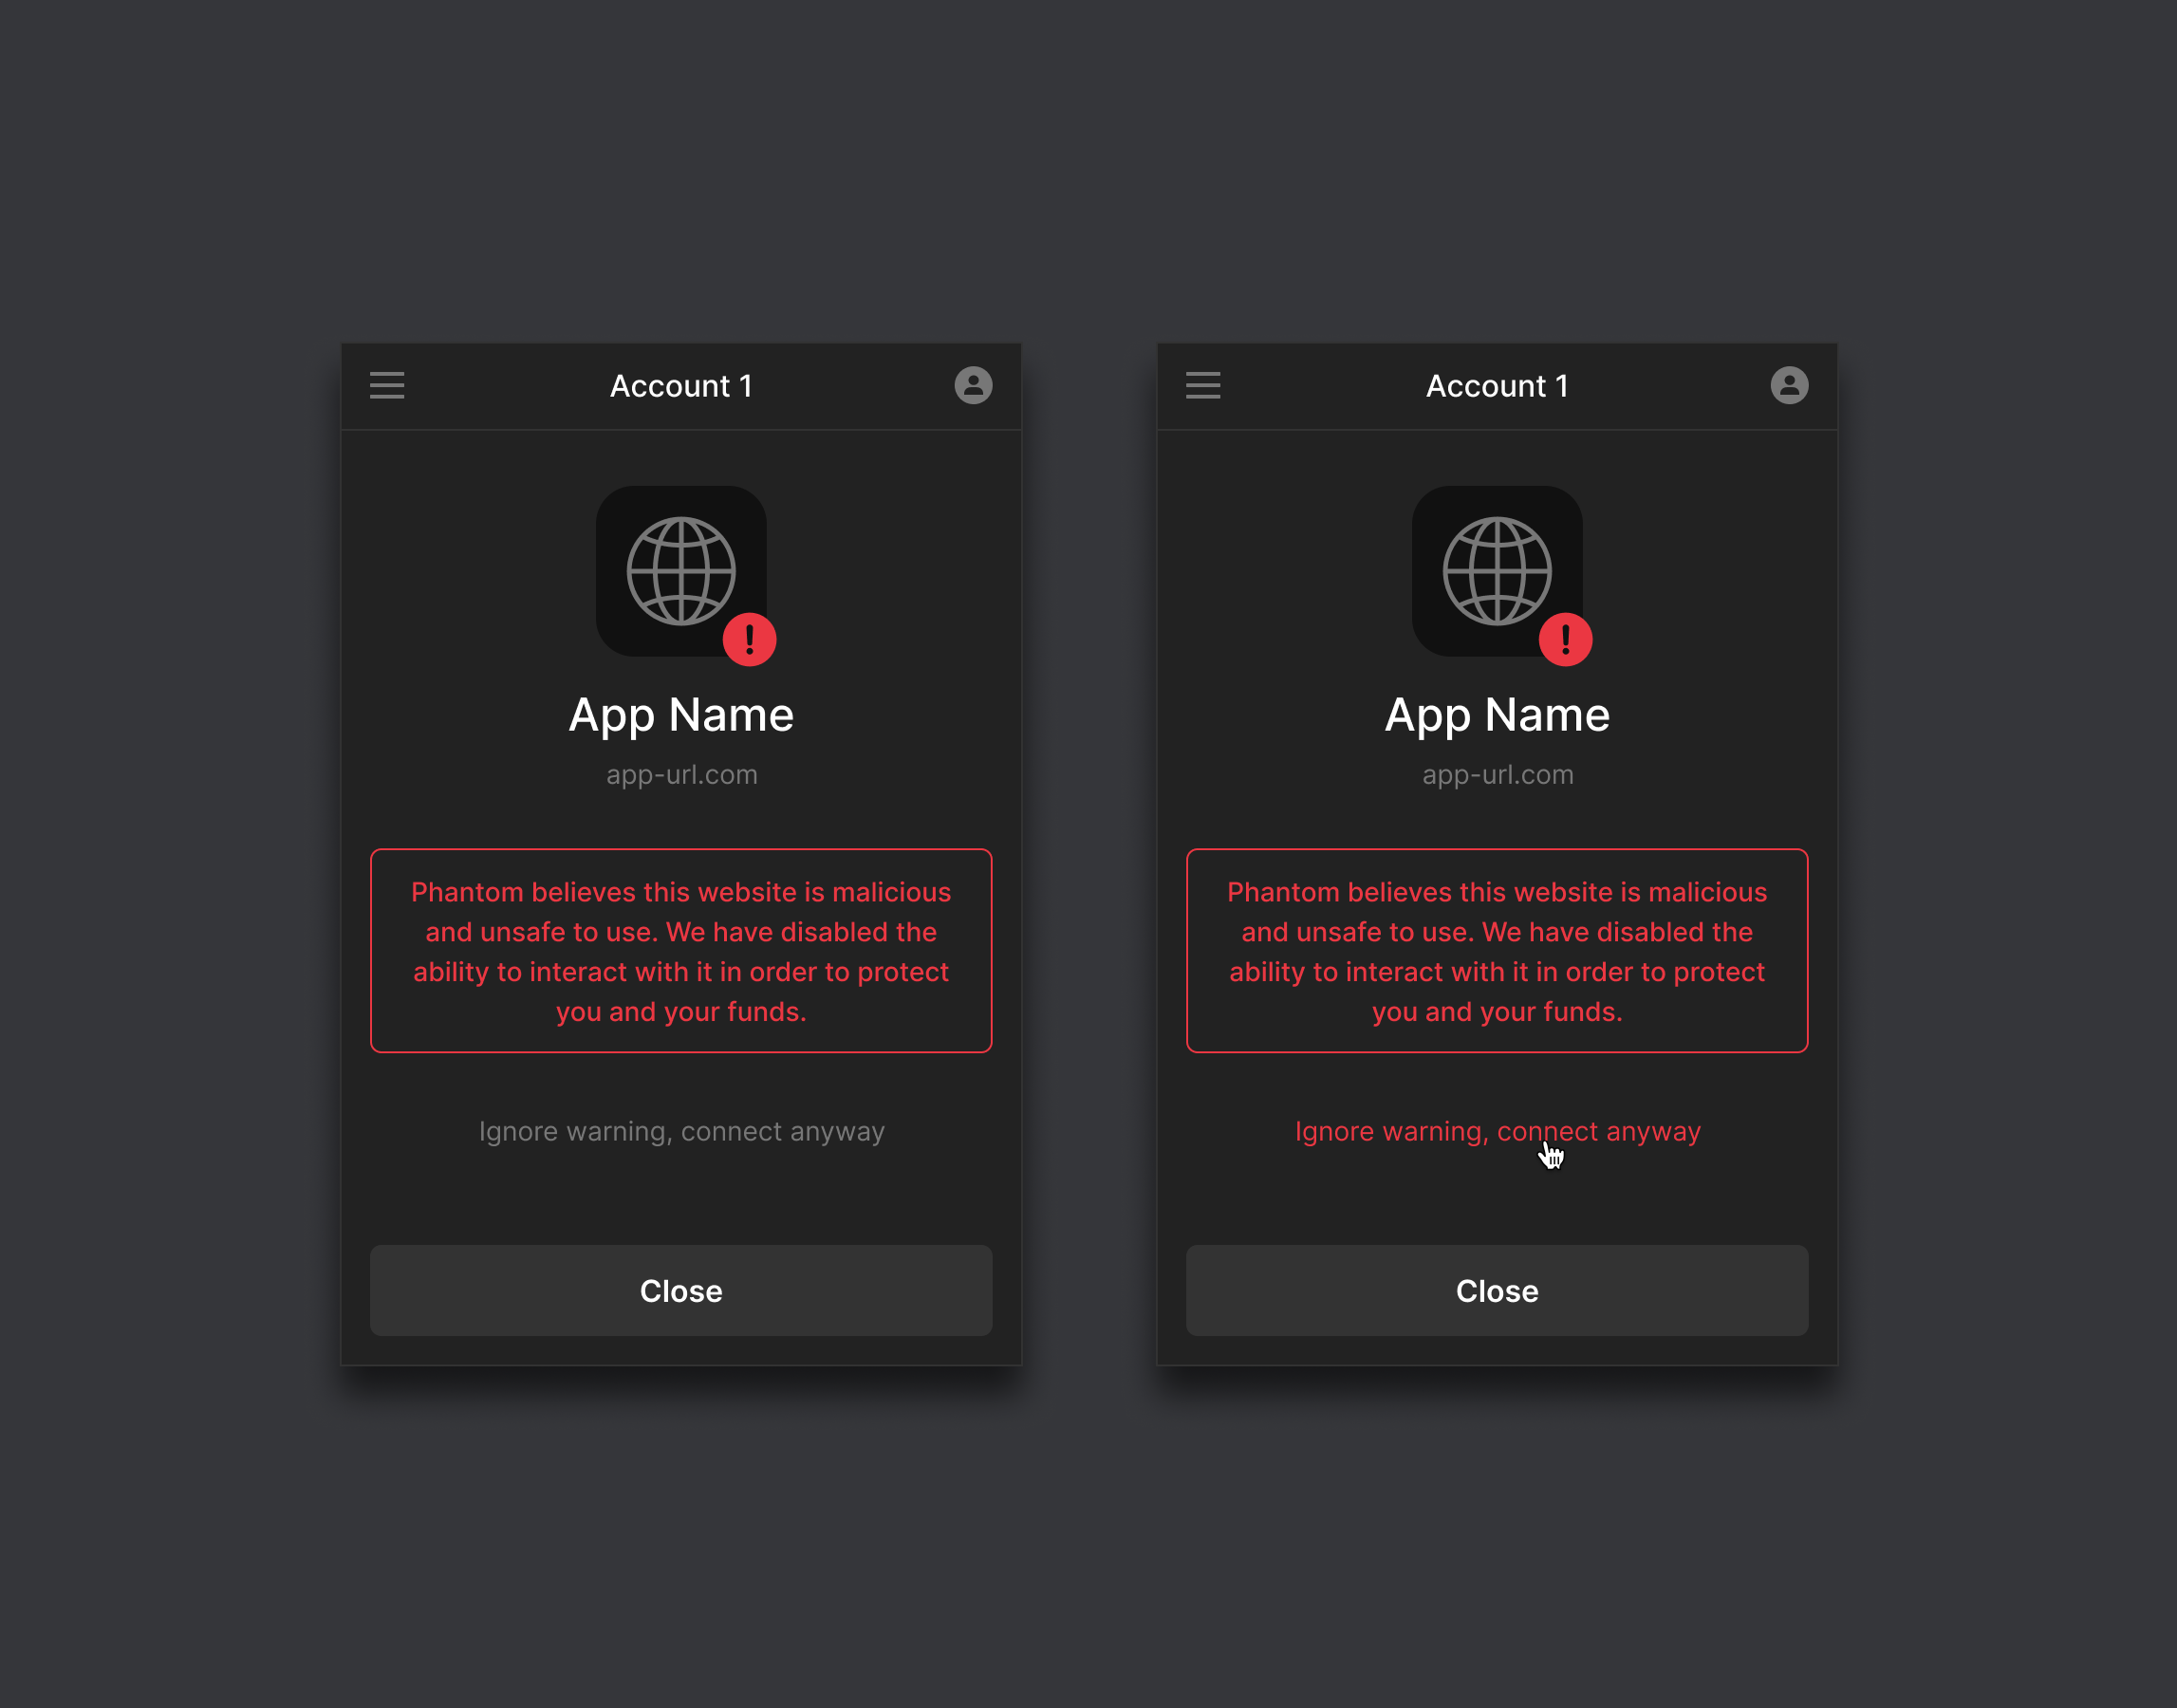 Account 1
App Name
app-url.com
Phantom believes this website is malicious
and unsafe to use. We have disabled the
ability to interact with it in order to protect
you and your funds.
Ignore warning, connect anyway
Close
Account 1
App Name
app-url.com
Phantom believes this website is malicious
and unsafe to use. We have disabled the
ability to interact with it in order to protect
you and your funds.
Ignore warning, connect anyway
Close